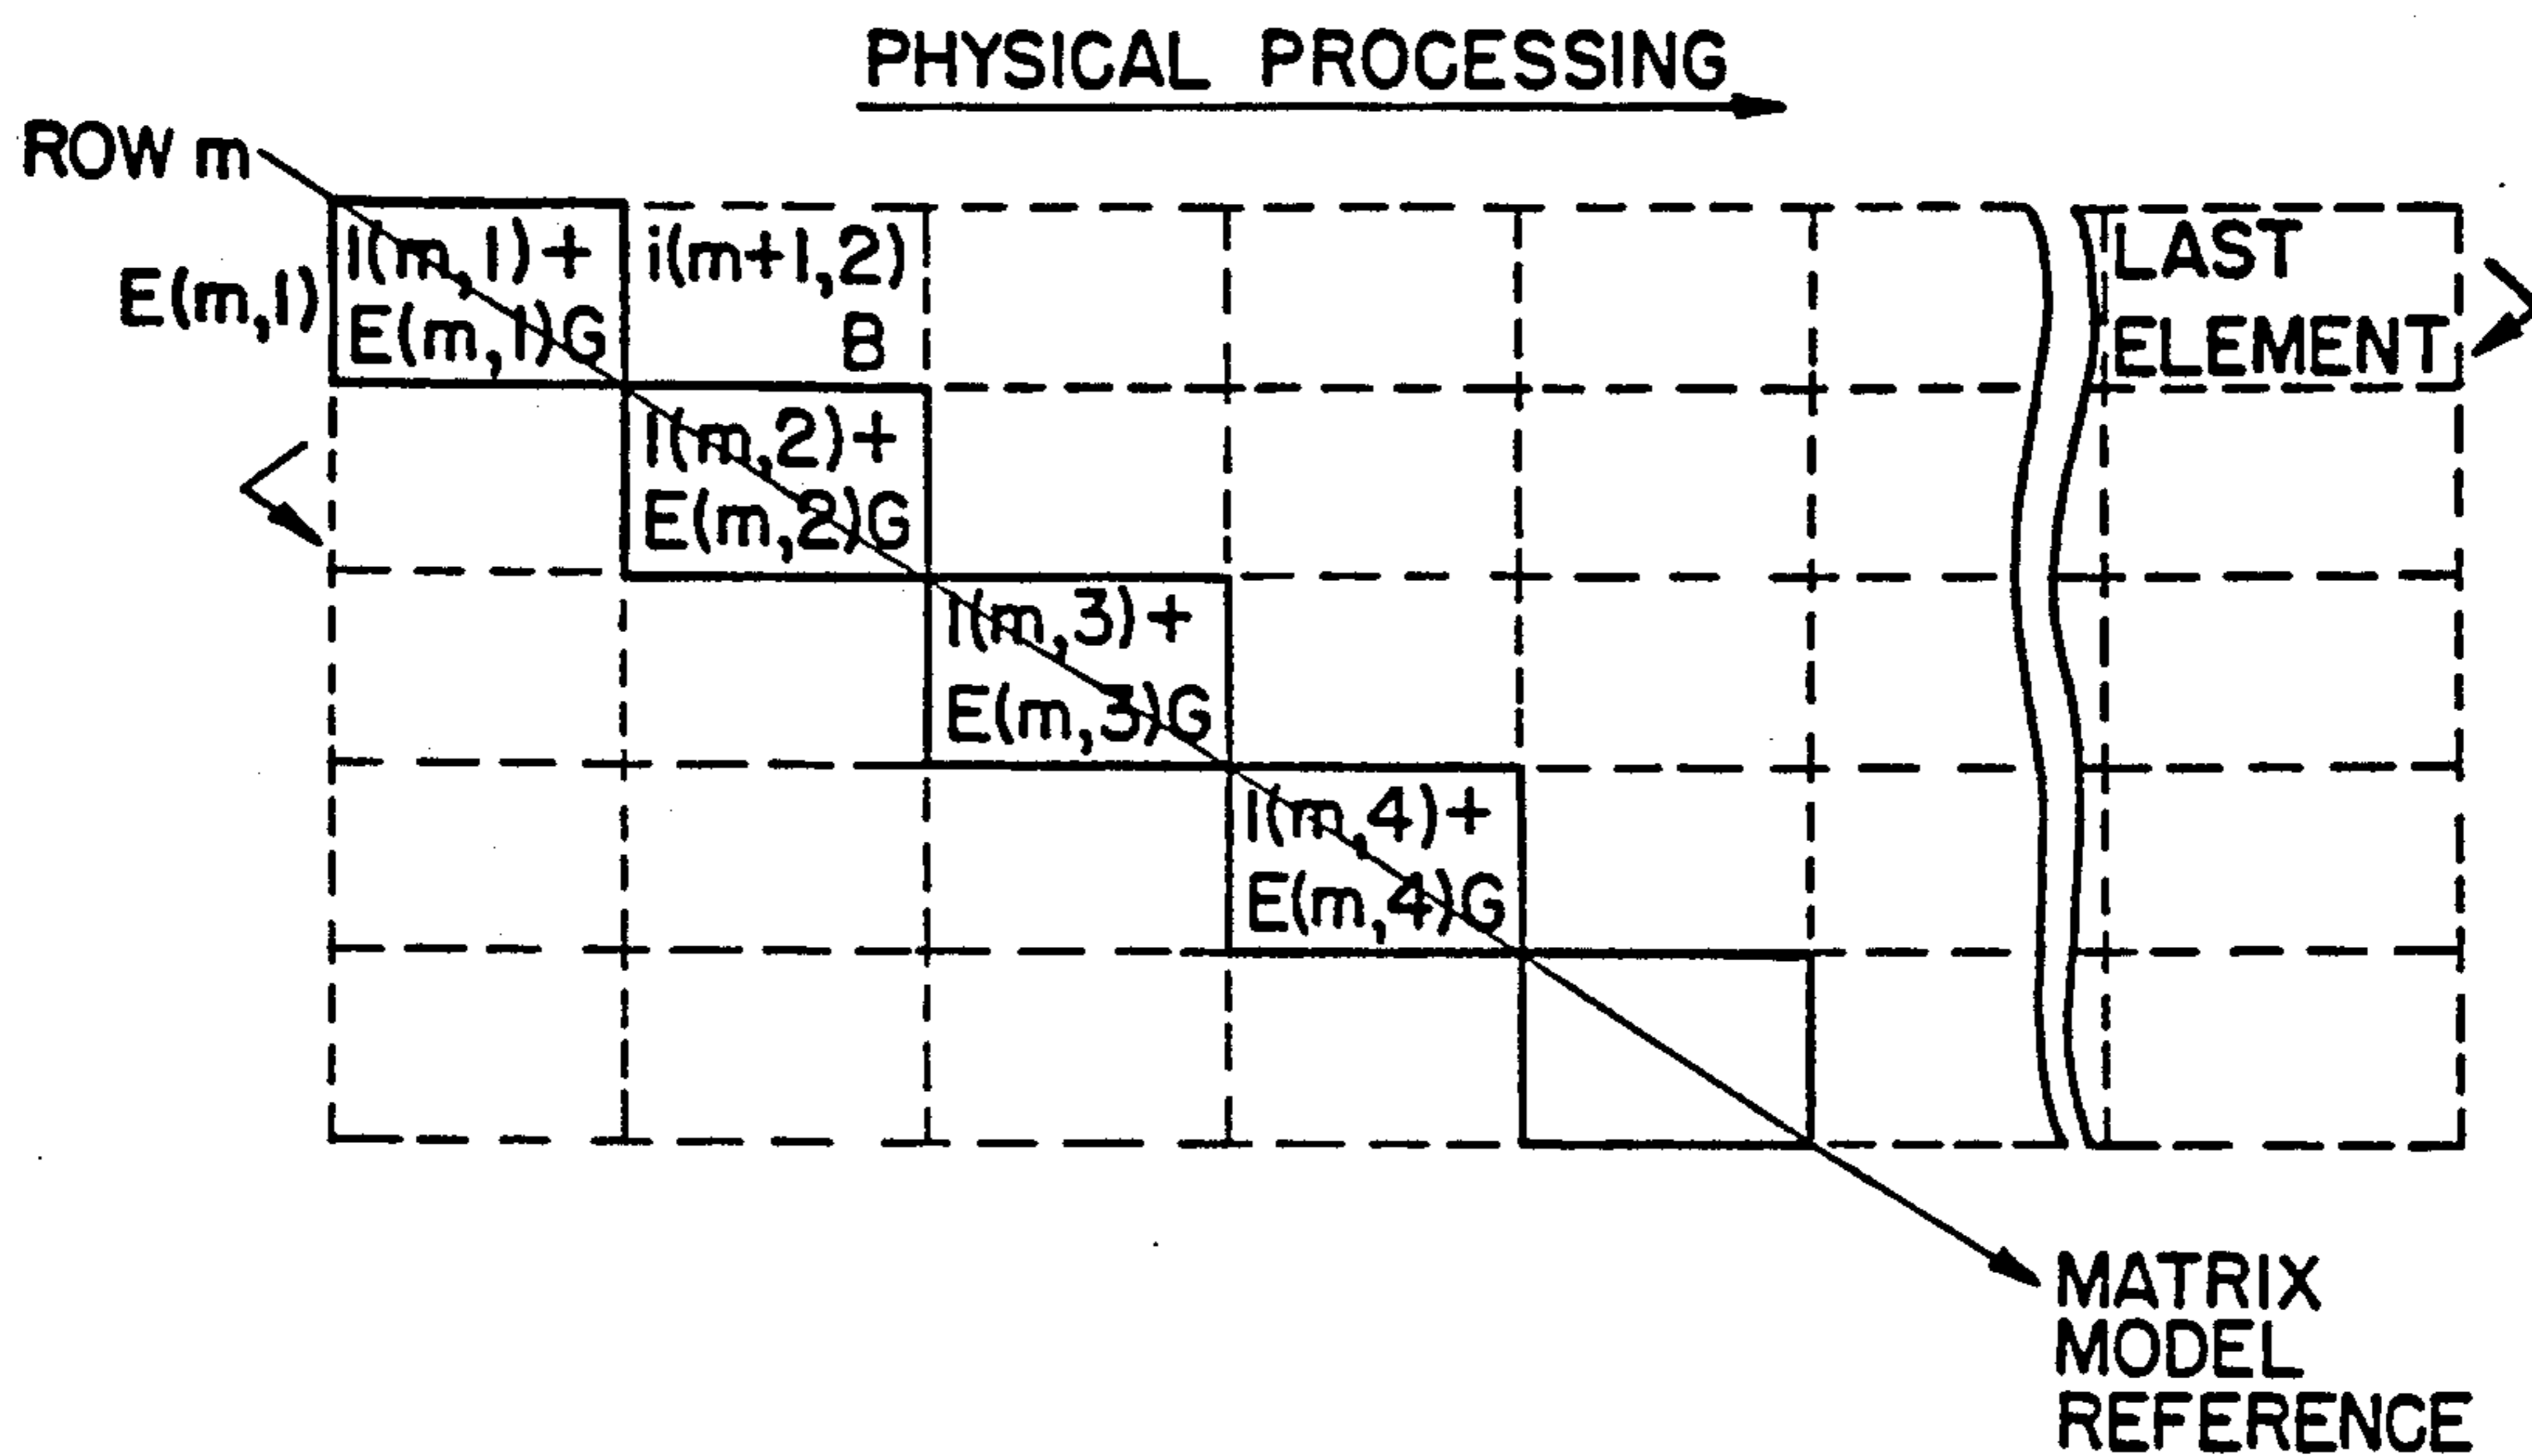 PHYSICAL PROCESSING
ROW m
E(m,1)
I(m,1)+
E(m,1)G
i(m+1,2)
B
LAST
ELEMENT
I(m,2)+
E(m,2)G
I(m,3)+
E(m,3)G
I(m,4)+
E(m,4)G
MATRIX
MODEL
REFERENCE